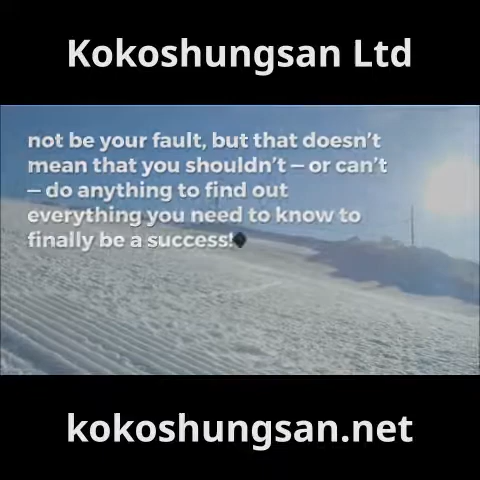 Kokoshungsan Ltd
not be your fault, but that doesn't
mean that you shouldn't – or can't
– do anything to find out
everything you need to know to
finally be a success!
kokoshungsan.net